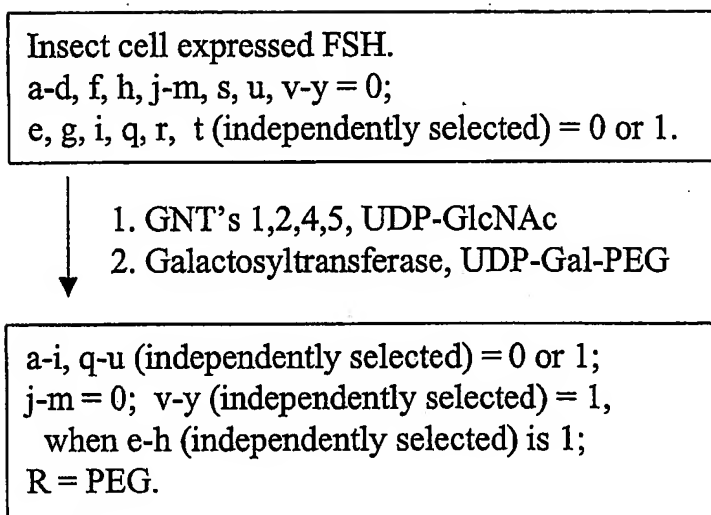 Insect cell expressed FSH.
a-d, f, h, j-m, s, u, v-y = 0;
e, g, i, q, r, t (independently selected) = 0 or 1.
1. GNT's 1,2,4,5, UDP-GlcNAc
2. Galactosyltransferase, UDP-Gal-PEG
a-i, q-u (independently selected) = 0 or 1;
j-m = 0; v-y (independently selected) = 1,
when e-h (independently selected) is 1;
R = PEG.